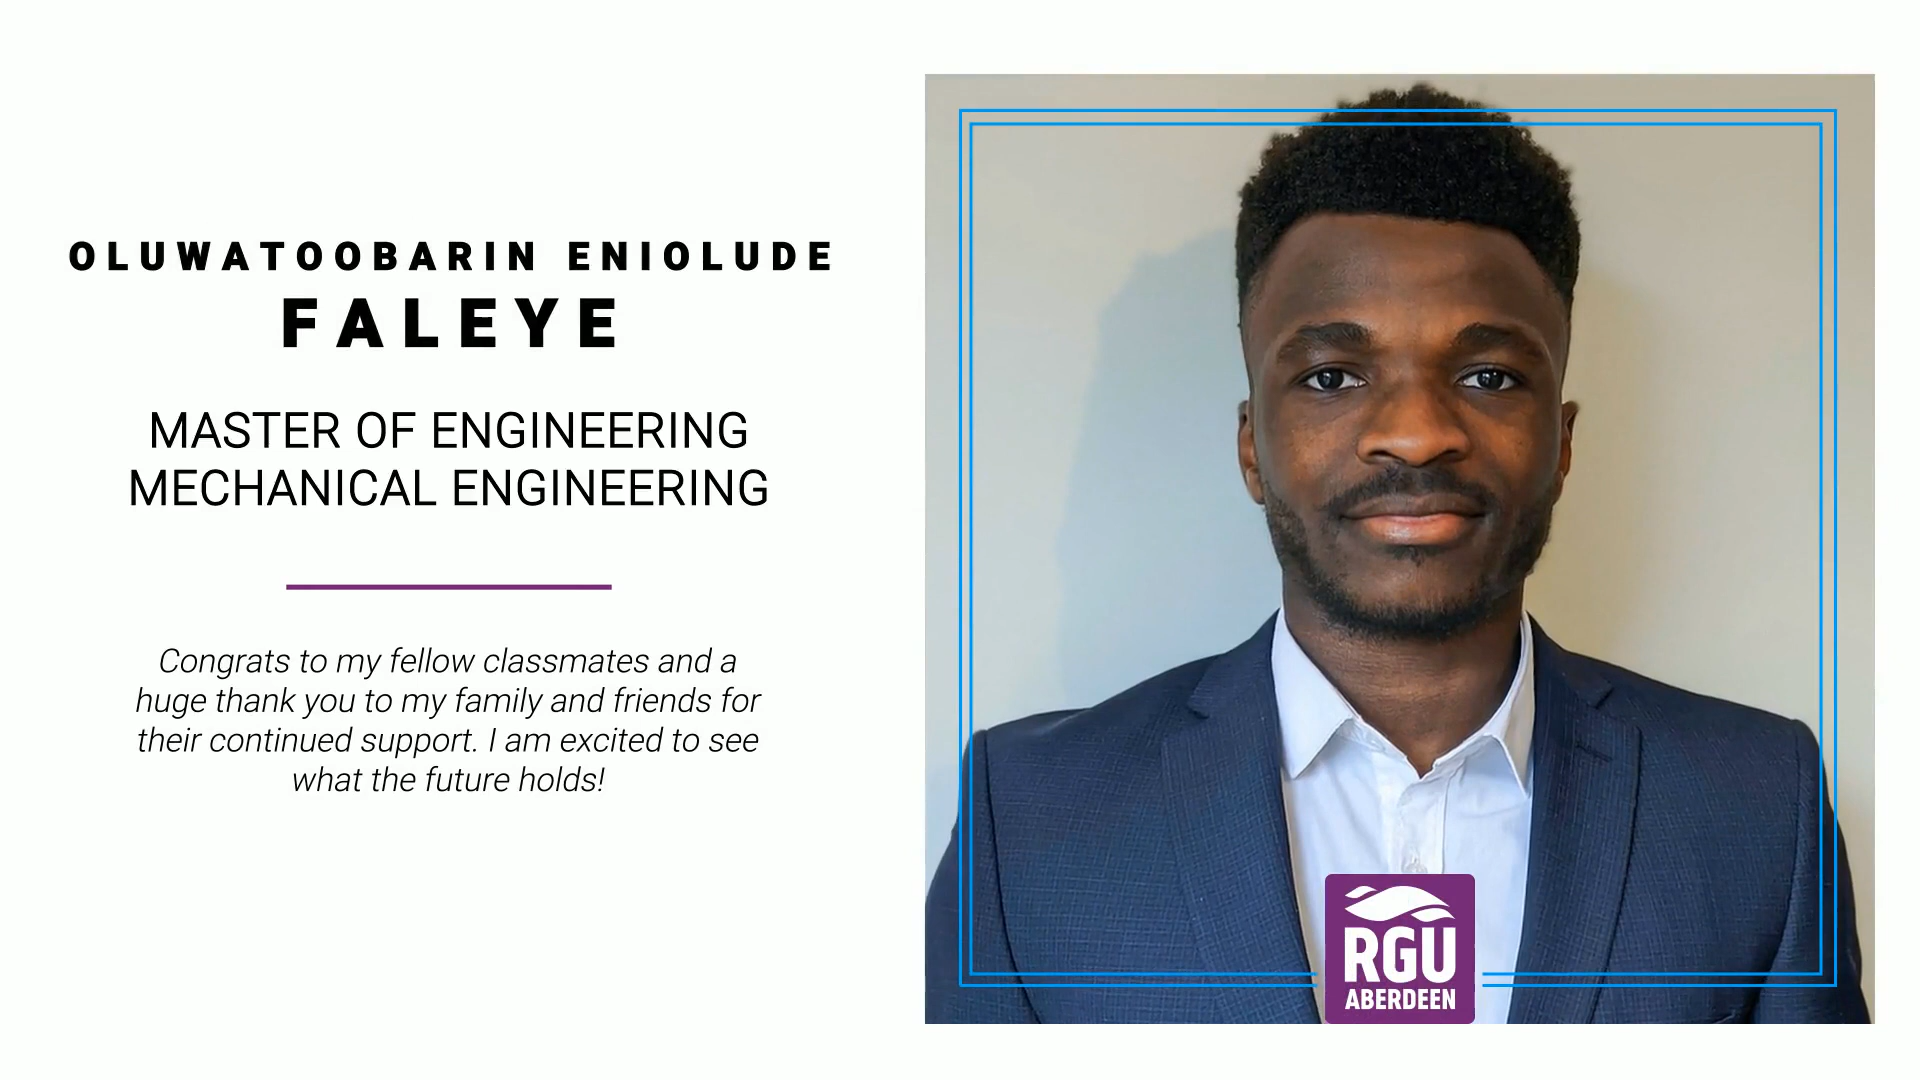 OLUWATOOBARIN ENIOLUDE
FALEYE
MASTER OF ENGINEERING
MECHANICAL ENGINEERING
Congrats to my fellow classmates and a
huge thank you to my family and friends for
their continued support. I am excited to see
what the future holds!
RGU
ABERDEEN